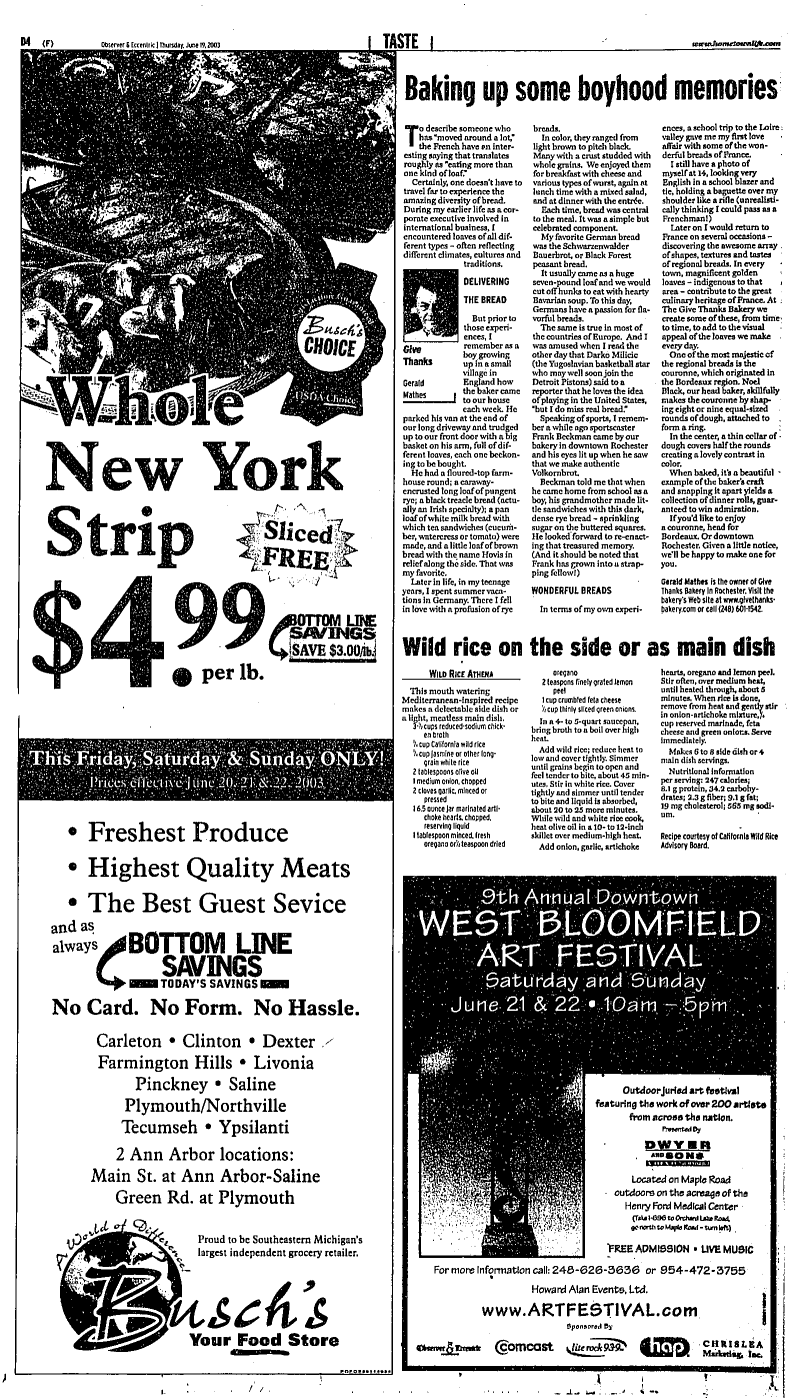 D4 (F)
Observer & Eccentric | Thursday, June 19, 2003
| TASTE |
www.hometownlife.com
Busch's
CHOICE
USDA Choice
Whole
New York
Strip
Sliced
FREE
$4.99
per lb.
BOTTOM LINE
SAVINGS
SAVE $3.00/lb.
This Friday, Saturday & Sunday ONLY!
Prices effective June 20, 21 & 22, 2003
• Freshest Produce
• Highest Quality Meats
• The Best Guest Sevice
and as
always
BOTTOM LINE
SAVINGS
TODAY'S SAVINGS
No Card. No Form. No Hassle.
Carleton • Clinton • Dexter
Farmington Hills • Livonia
Pinckney • Saline
Plymouth/Northville
Tecumseh • Ypsilanti
2 Ann Arbor locations:
Main St. at Ann Arbor-Saline
Green Rd. at Plymouth
A World of Difference!
Proud to be Southeastern Michigan's
largest independent grocery retailer.
Busch's
Your Food Store
Baking up some boyhood memories
To describe someone who
has "moved around a lot,"
the French have an inter-
esting saying that translates
roughly as "eating more than
one kind of loaf."
Certainly, one doesn't have to
travel far to experience the
amazing diversity of bread.
During my earlier life as a cor-
porate executive involved in
international business, I
encountered loaves of all dif-
ferent types – often reflecting
different climates, cultures and
traditions.
DELIVERING
THE BREAD
Give
Thanks
Gerald
Mathes
But prior to
those experi-
ences, I
remember as a
boy growing
up in a small
village in
England how
the baker came
to our house
each week. He
parked his van at the end of
our long driveway and trudged
up to our front door with a big
basket on his arm, full of dif-
ferent loaves, each one beckon-
ing to be bought.
He had a floured-top farm-
house round; a caraway-
encrusted long loaf of pungent
rye; a black treacle bread (actu-
ally an Irish specialty); a pan
loaf of white milk bread with
which ten sandwiches (cucum-
ber, watercress or tomato) were
made, and a little loaf of brown
bread with the name Hovis in
relief along the side. That was
my favorite.
Later in life, in my teenage
years, I spent summer vaca-
tions in Germany. There I fell
in love with a profusion of rye
breads.
In color, they ranged from
light brown to pitch black.
Many with a crust studded with
whole grains. We enjoyed them
for breakfast with cheese and
various types of wurst, again at
lunch time with a mixed salad,
and at dinner with the entrée.
Each time, bread was central
to the meal. It was a simple but
celebrated component.
My favorite German bread
was the Schwarzenwalder
Bauerbrot, or Black Forest
peasant bread.
It usually came as a huge
seven-pound loaf and we would
cut off hunks to eat with hearty
Bavarian soup. To this day,
Germans have a passion for fla-
vorful breads.
The same is true in most of
the countries of Europe. And I
was amused when I read the
other day that Darko Milicic
(the Yugoslavian basketball star
who may well soon join the
Detroit Pistons) said to a
reporter that he loves the idea
of playing in the United States,
"but I do miss real bread."
Speaking of sports, I remem-
ber a while ago sportscaster
Frank Beckman came by our
bakery in downtown Rochester
and his eyes lit up when he saw
that we make authentic
Volkornbrot.
Beckman told me that when
he came home from school as a
boy, his grandmother made lit-
tle sandwiches with this dark,
dense rye bread – sprinkling
sugar on the buttered squares.
He looked forward to re-enact-
ing that treasured memory.
(And it should be noted that
Frank has grown into a strap-
ping fellow!)
WONDERFUL BREADS
In terms of my own experi-
ences, a school trip to the Loire
valley gave me my first love
affair with some of the won-
derful breads of France.
I still have a photo of
myself at 14, looking very
English in a school blazer and
tie, holding a baguette over my
shoulder like a rifle (unrealisti-
cally thinking I could pass as a
Frenchman!)
Later on I would return to
France on several occasions –
discovering the awesome array
of shapes, textures and tastes
of regional breads. In every
town, magnificent golden
loaves – indigenous to that
area – contribute to the great
culinary heritage of France. At
The Give Thanks Bakery we
create some of these, from time
to time, to add to the visual
appeal of the loaves we make
every day.
One of the most majestic of
the regional breads is the
couronne, which originated in
the Bordeaux region. Noel
Black, our head baker, skillfully
makes the couronne by shap-
ing eight or nine equal-sized
rounds of dough, attached to
form a ring.
In the center, a thin cellar of
dough covers half the rounds
creating a lovely contrast in
color.
When baked, it's a beautiful
example of the baker's craft
and snapping it apart yields a
collection of dinner rolls, guar-
anteed to win admiration.
If you'd like to enjoy
a couronne, head for
Bordeaux. Or downtown
Rochester. Given a little notice,
we'll be happy to make one for
you.
Gerald Mathes is the owner of Give
Thanks Bakery in Rochester. Visit the
bakery's Web site at www.givethanks-
bakery.com or call (248) 601-1542.
Wild rice on the side or as main dish
WILD RICE ATHENA
This mouth watering
Mediterranean-inspired recipe
makes a delectable side dish or
a light, meatless main dish.
cups reduced-sodium chick-
en broth
cup California wild rice
cup jasmine or other long-
grain white rice
2 tablespoons olive oil
1 medium onion, chopped
2 cloves garlic, minced or
pressed
1 6.5 ounce jar marinated arti-
choke hearts, chopped,
reserving liquid
1 tablespoon minced, fresh
oregano or ½ teaspoon dried
oregano
2 teaspons finely grated lemon
peel
1 cup crumbled feta cheese
cup thinly sliced green onions.
In a 4- to 5-quart saucepan,
bring broth to a boil over high
heat.
Add wild rice; reduce heat to
low and cover tightly. Simmer
until grains begin to open and
feel tender to bite, about 45 min-
utes. Stir in white rice. Cover
tightly and simmer until tender
to bite and liquid is absorbed,
about 20 to 25 more minutes.
While wild and white rice cook,
heat olive oil in a 10- to 12-inch
skillet over medium-high heat.
Add onion, garlic, artichoke
hearts, oregano and lemon peel.
Stir often, over medium heat,
until heated through, about 5
minutes. When rice is done,
remove from heat and gently stir
in onion-artichoke mixture,
cup reserved marinade, feta
cheese and green onions. Serve
immediately.
Makes 6 to 8 side dish or 4
main dish servings.
Nutritional information
per serving: 247 calories;
8.1 g protein, 34.2 carbohy-
drates; 2.3 g fiber; 9.1 g fat;
19 mg cholesterol; 565 mg sodi-
um.
Recipe courtesy of California Wild Rice
Advisory Board.
9th Annual Downtown
WEST BLOOMFIELD
ART FESTIVAL
Saturday and Sunday
June 21 & 22 • 10am – 5pm
Outdoor juried art festival
featuring the work of over 200 artists
from across the nation.
Presented By
DWYER
AND SONS
Located on Maple Road
outdoors on the acreage of the
Henry Ford Medical Center
(Take I-696 to Orchard Lake Road,
go north to Maple Road – turn left)
FREE ADMISSION • LIVE MUSIC
For more information call: 248-626-3636 or 954-472-3755
Howard Alan Events, Ltd.
www.ARTFESTIVAL.com
Sponsored By
Observer & Eccentric
comcast
lite rock 93.9
hap
CHRISLEA
Marketing, Inc.